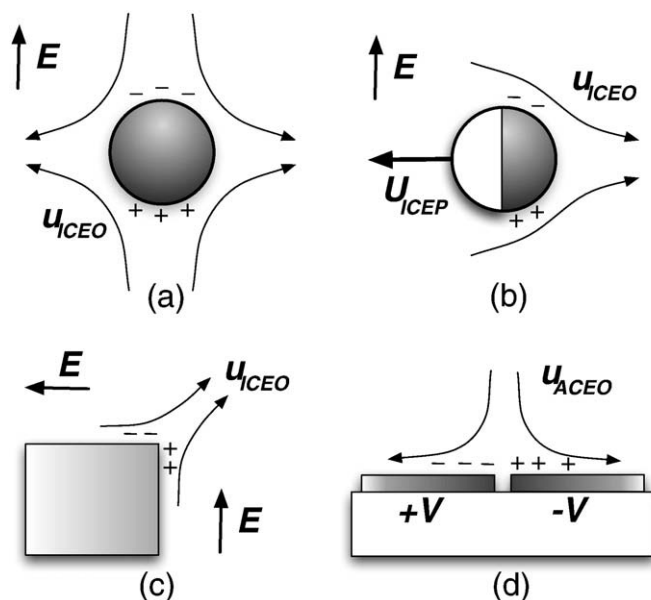 E
− − −
+ + +
u_ICEO
(a)
E
− −
u_ICEO
U_ICEP
+ +
(b)
E
u_ICEO
− −
+
+
E
(c)
u_ACEO
− − − + + +
+V -V
(d)